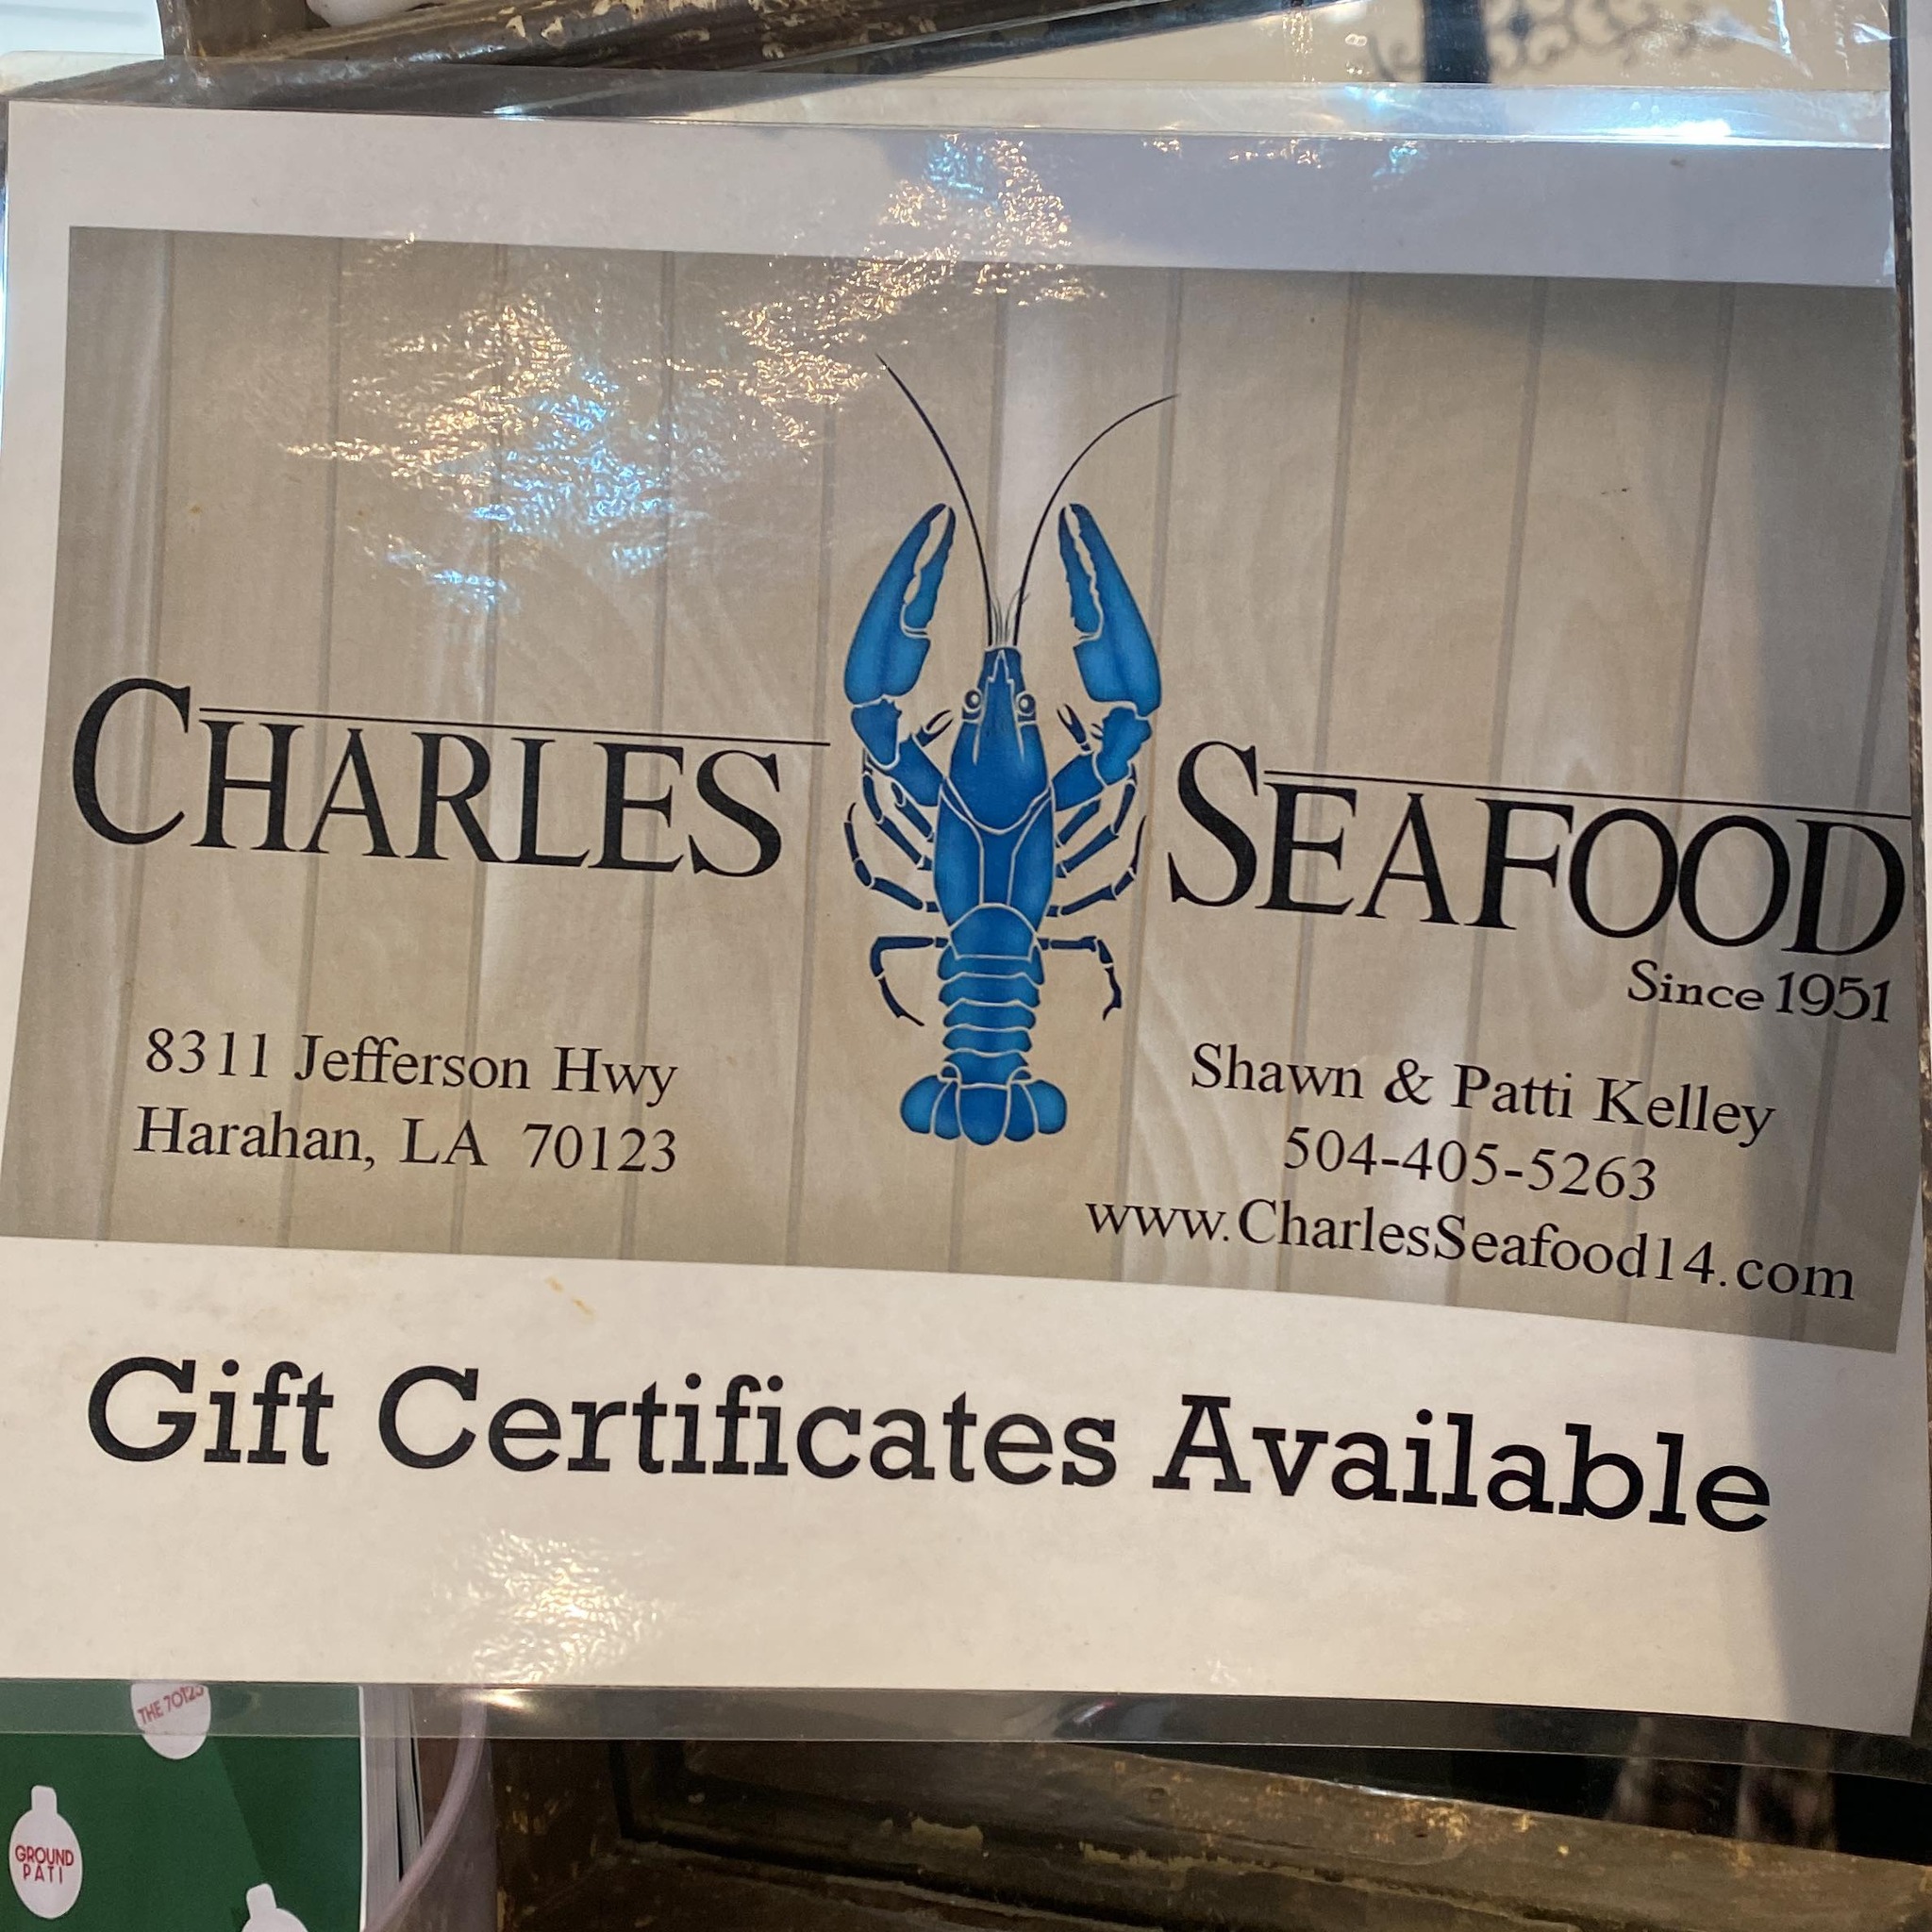 CHARLES SEAFOOD
Since 1951
8311 Jefferson Hwy
Harahan, LA 70123
Shawn & Patti Kelley
504-405-5263
www.CharlesSeafood14.com
Gift Certificates Available
THE 70123
GROUND
PATI